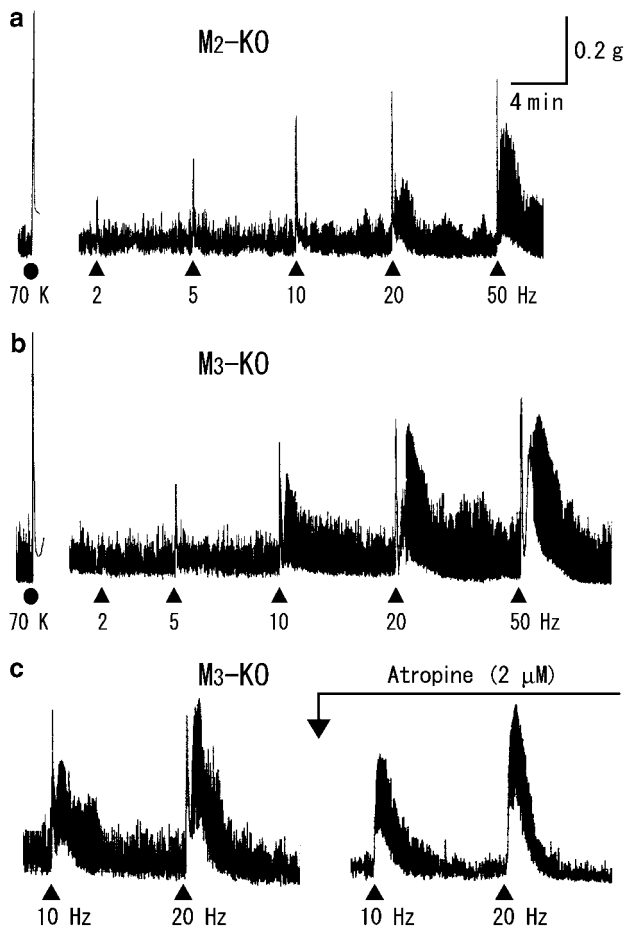 a
M2-KO
0.2 g
4 min
70 K 2 5 10 20 50 Hz
b
M3-KO
70 K 2 5 10 20 50 Hz
c
M3-KO
Atropine (2 μM)
10 Hz 20 Hz 10 Hz 20 Hz